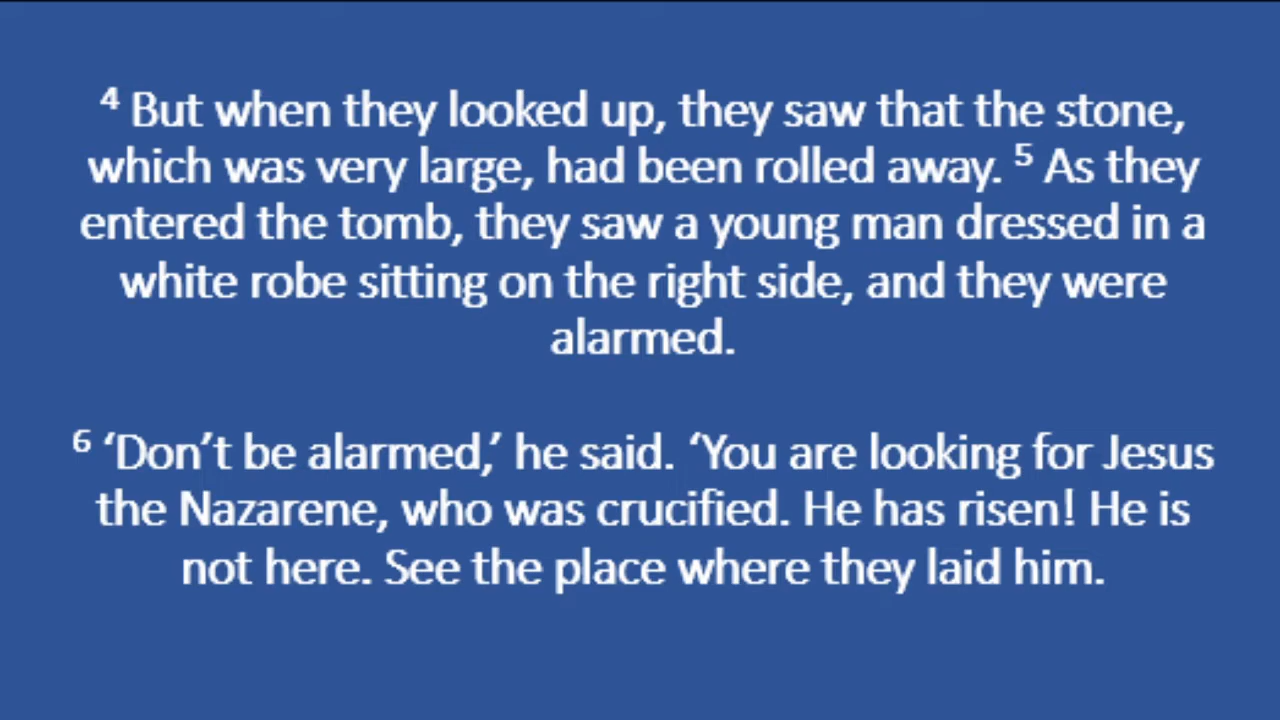 ⁴ But when they looked up, they saw that the stone,
which was very large, had been rolled away. ⁵ As they
entered the tomb, they saw a young man dressed in a
white robe sitting on the right side, and they were
alarmed.
⁶ ‘Don’t be alarmed,’ he said. ‘You are looking for Jesus
the Nazarene, who was crucified. He has risen! He is
not here. See the place where they laid him.